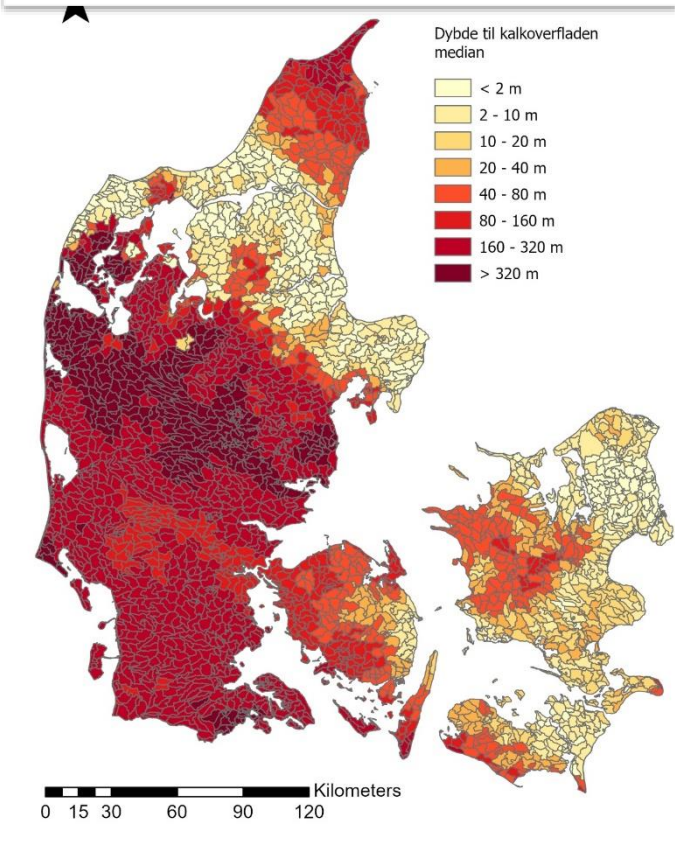 Dybde til kalkoverfladen
median
< 2 m
2 - 10 m
10 - 20 m
20 - 40 m
40 - 80 m
80 - 160 m
160 - 320 m
> 320 m
Kilometers
0 15 30 60 90 120